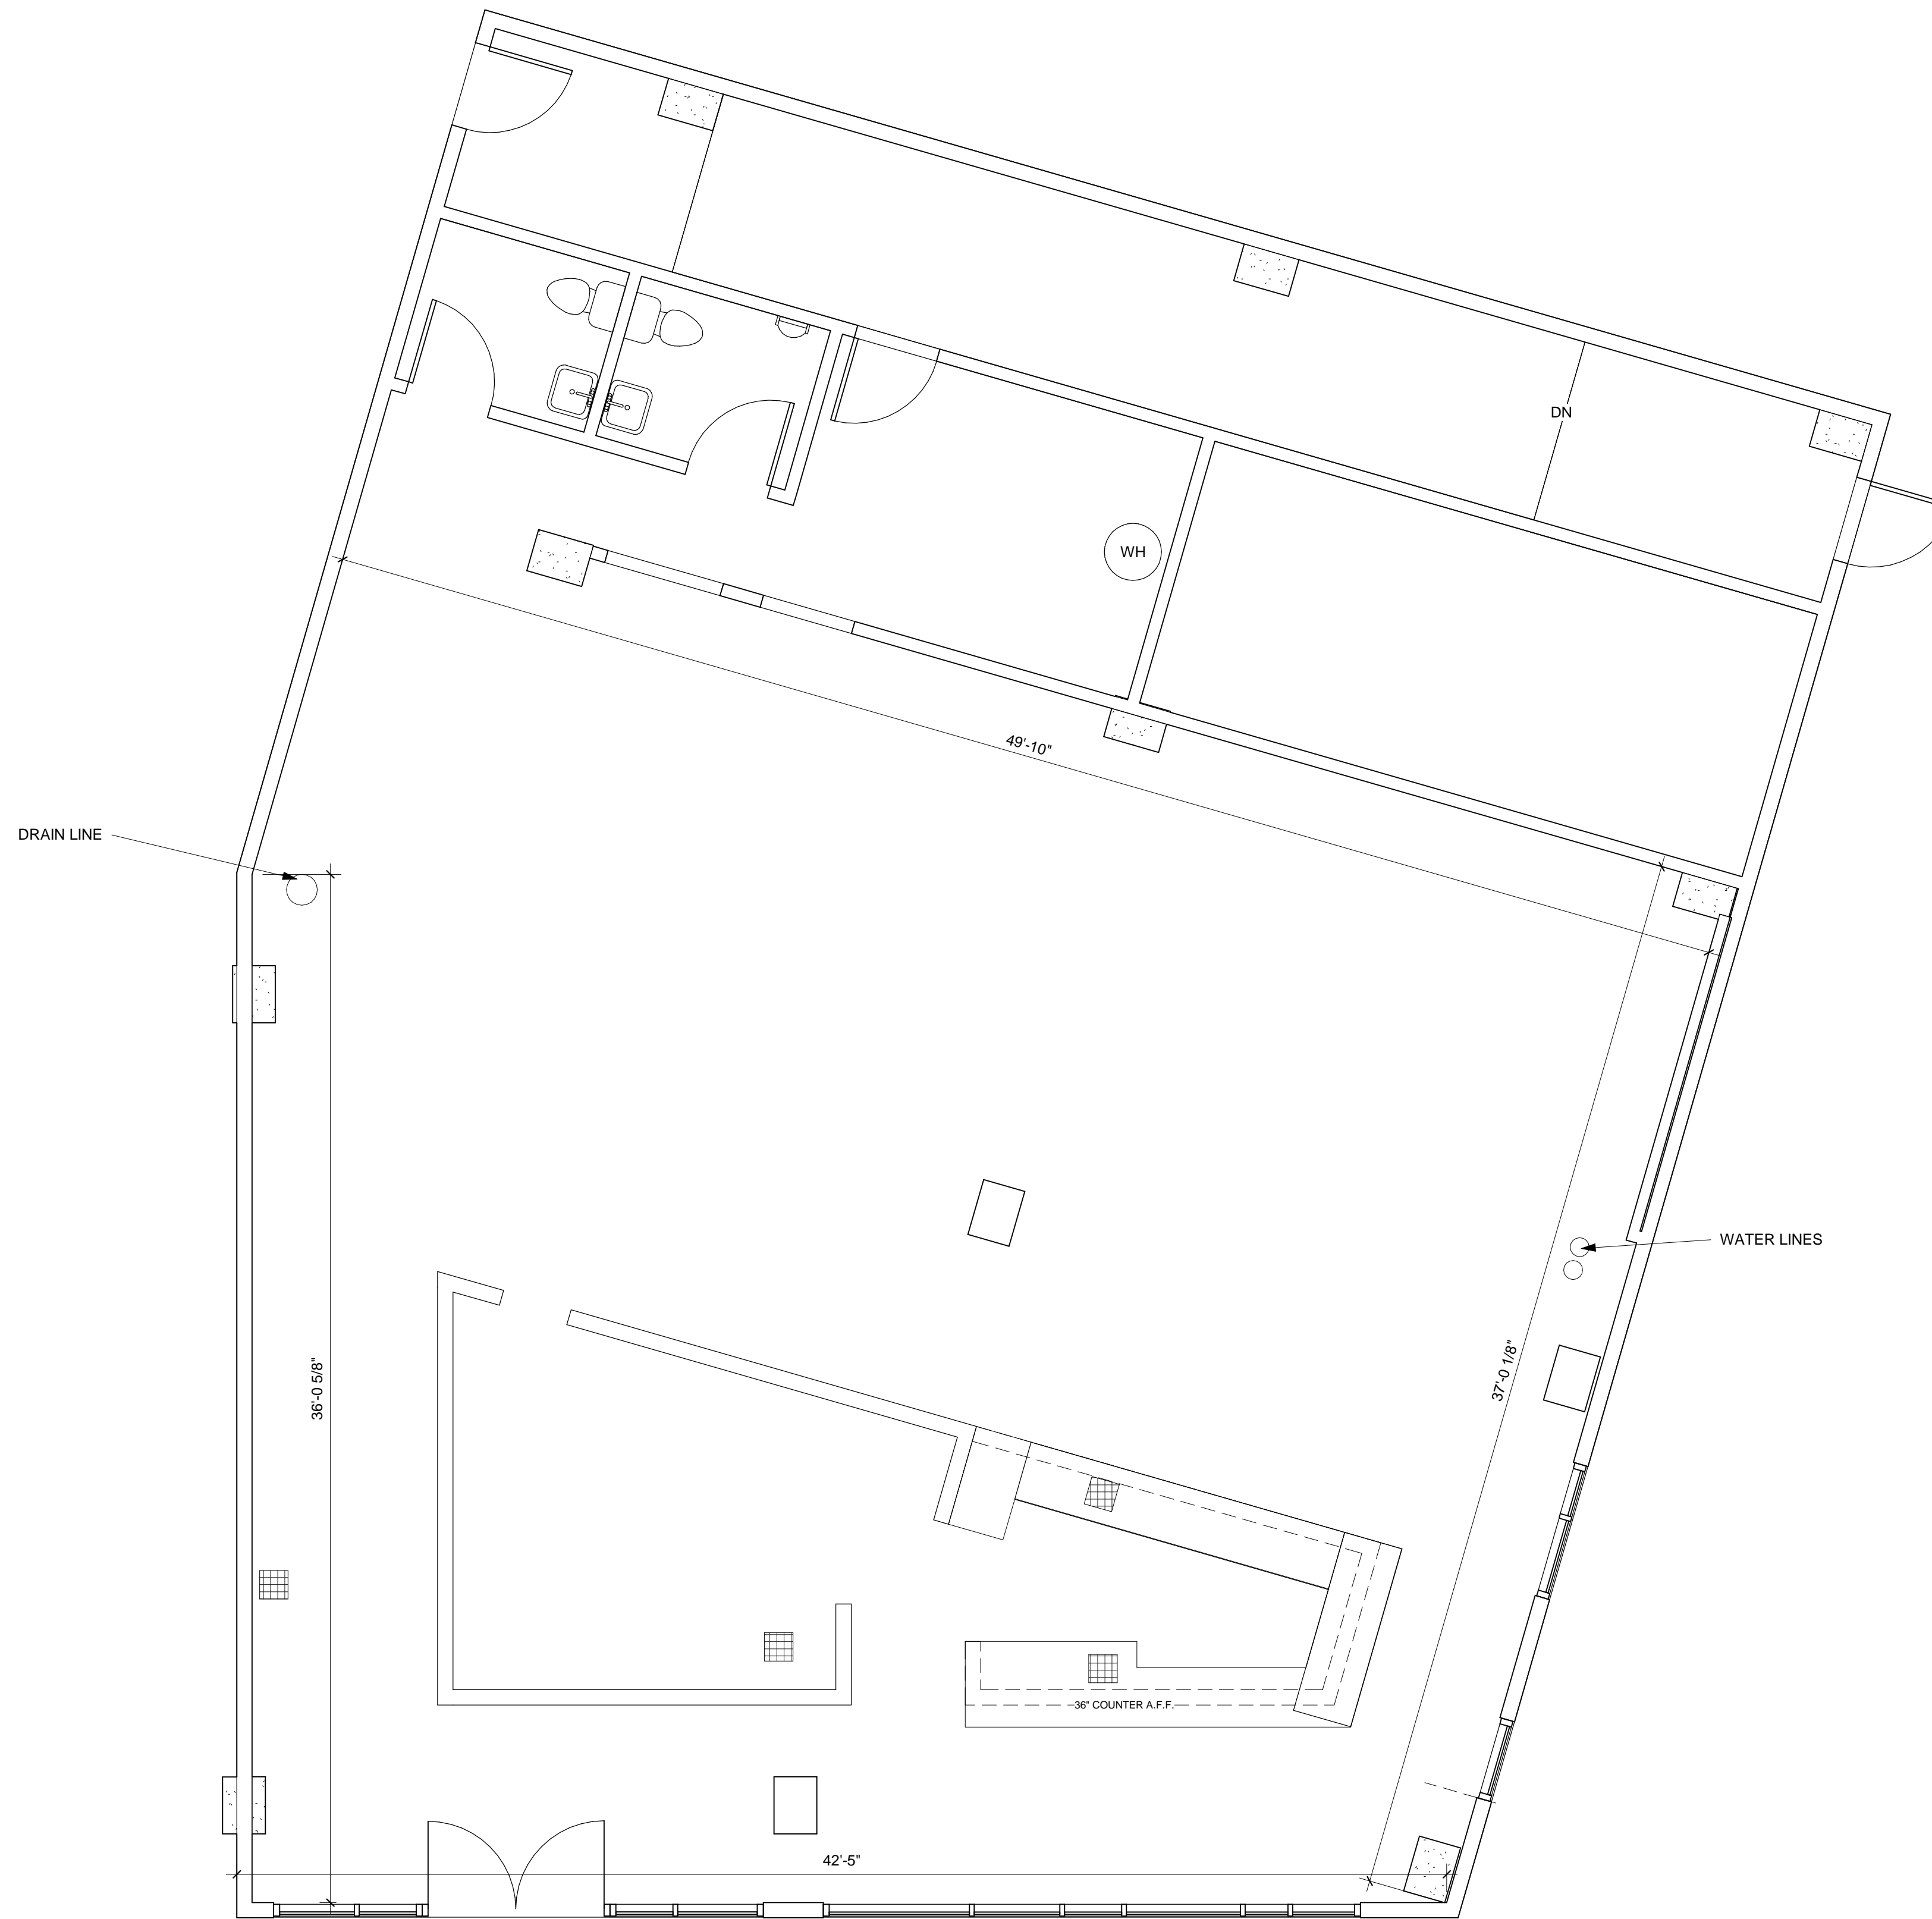 DN
WH
49'-10"
DRAIN LINE
WATER LINES
36'-0 5/8"
37'-0 1/8"
36" COUNTER A.F.F.
42'-5"